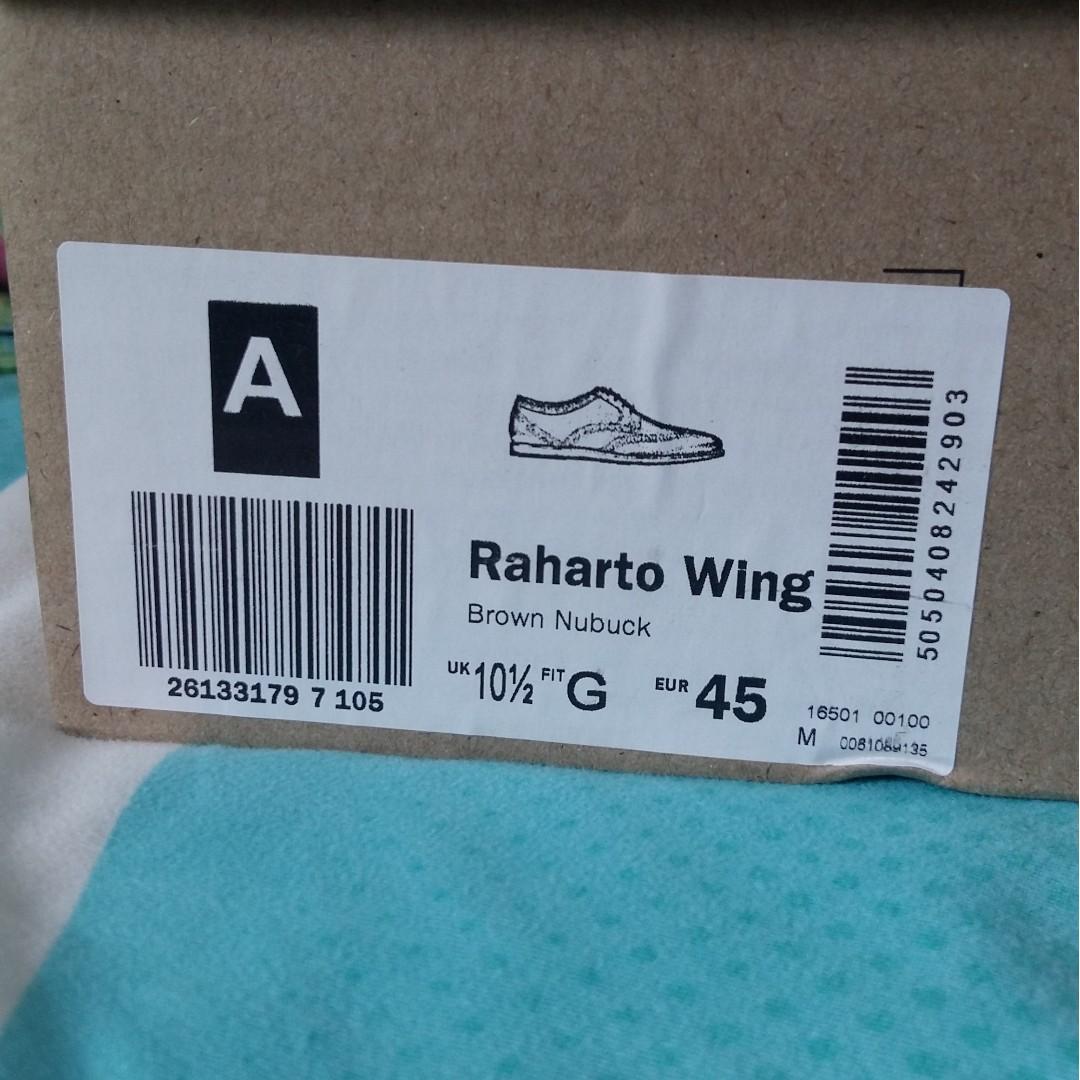 A
Raharto Wing
Brown Nubuck
26133179 7 105
UK 10½ FIT G EUR 45
5050408242903
16501 00100
M